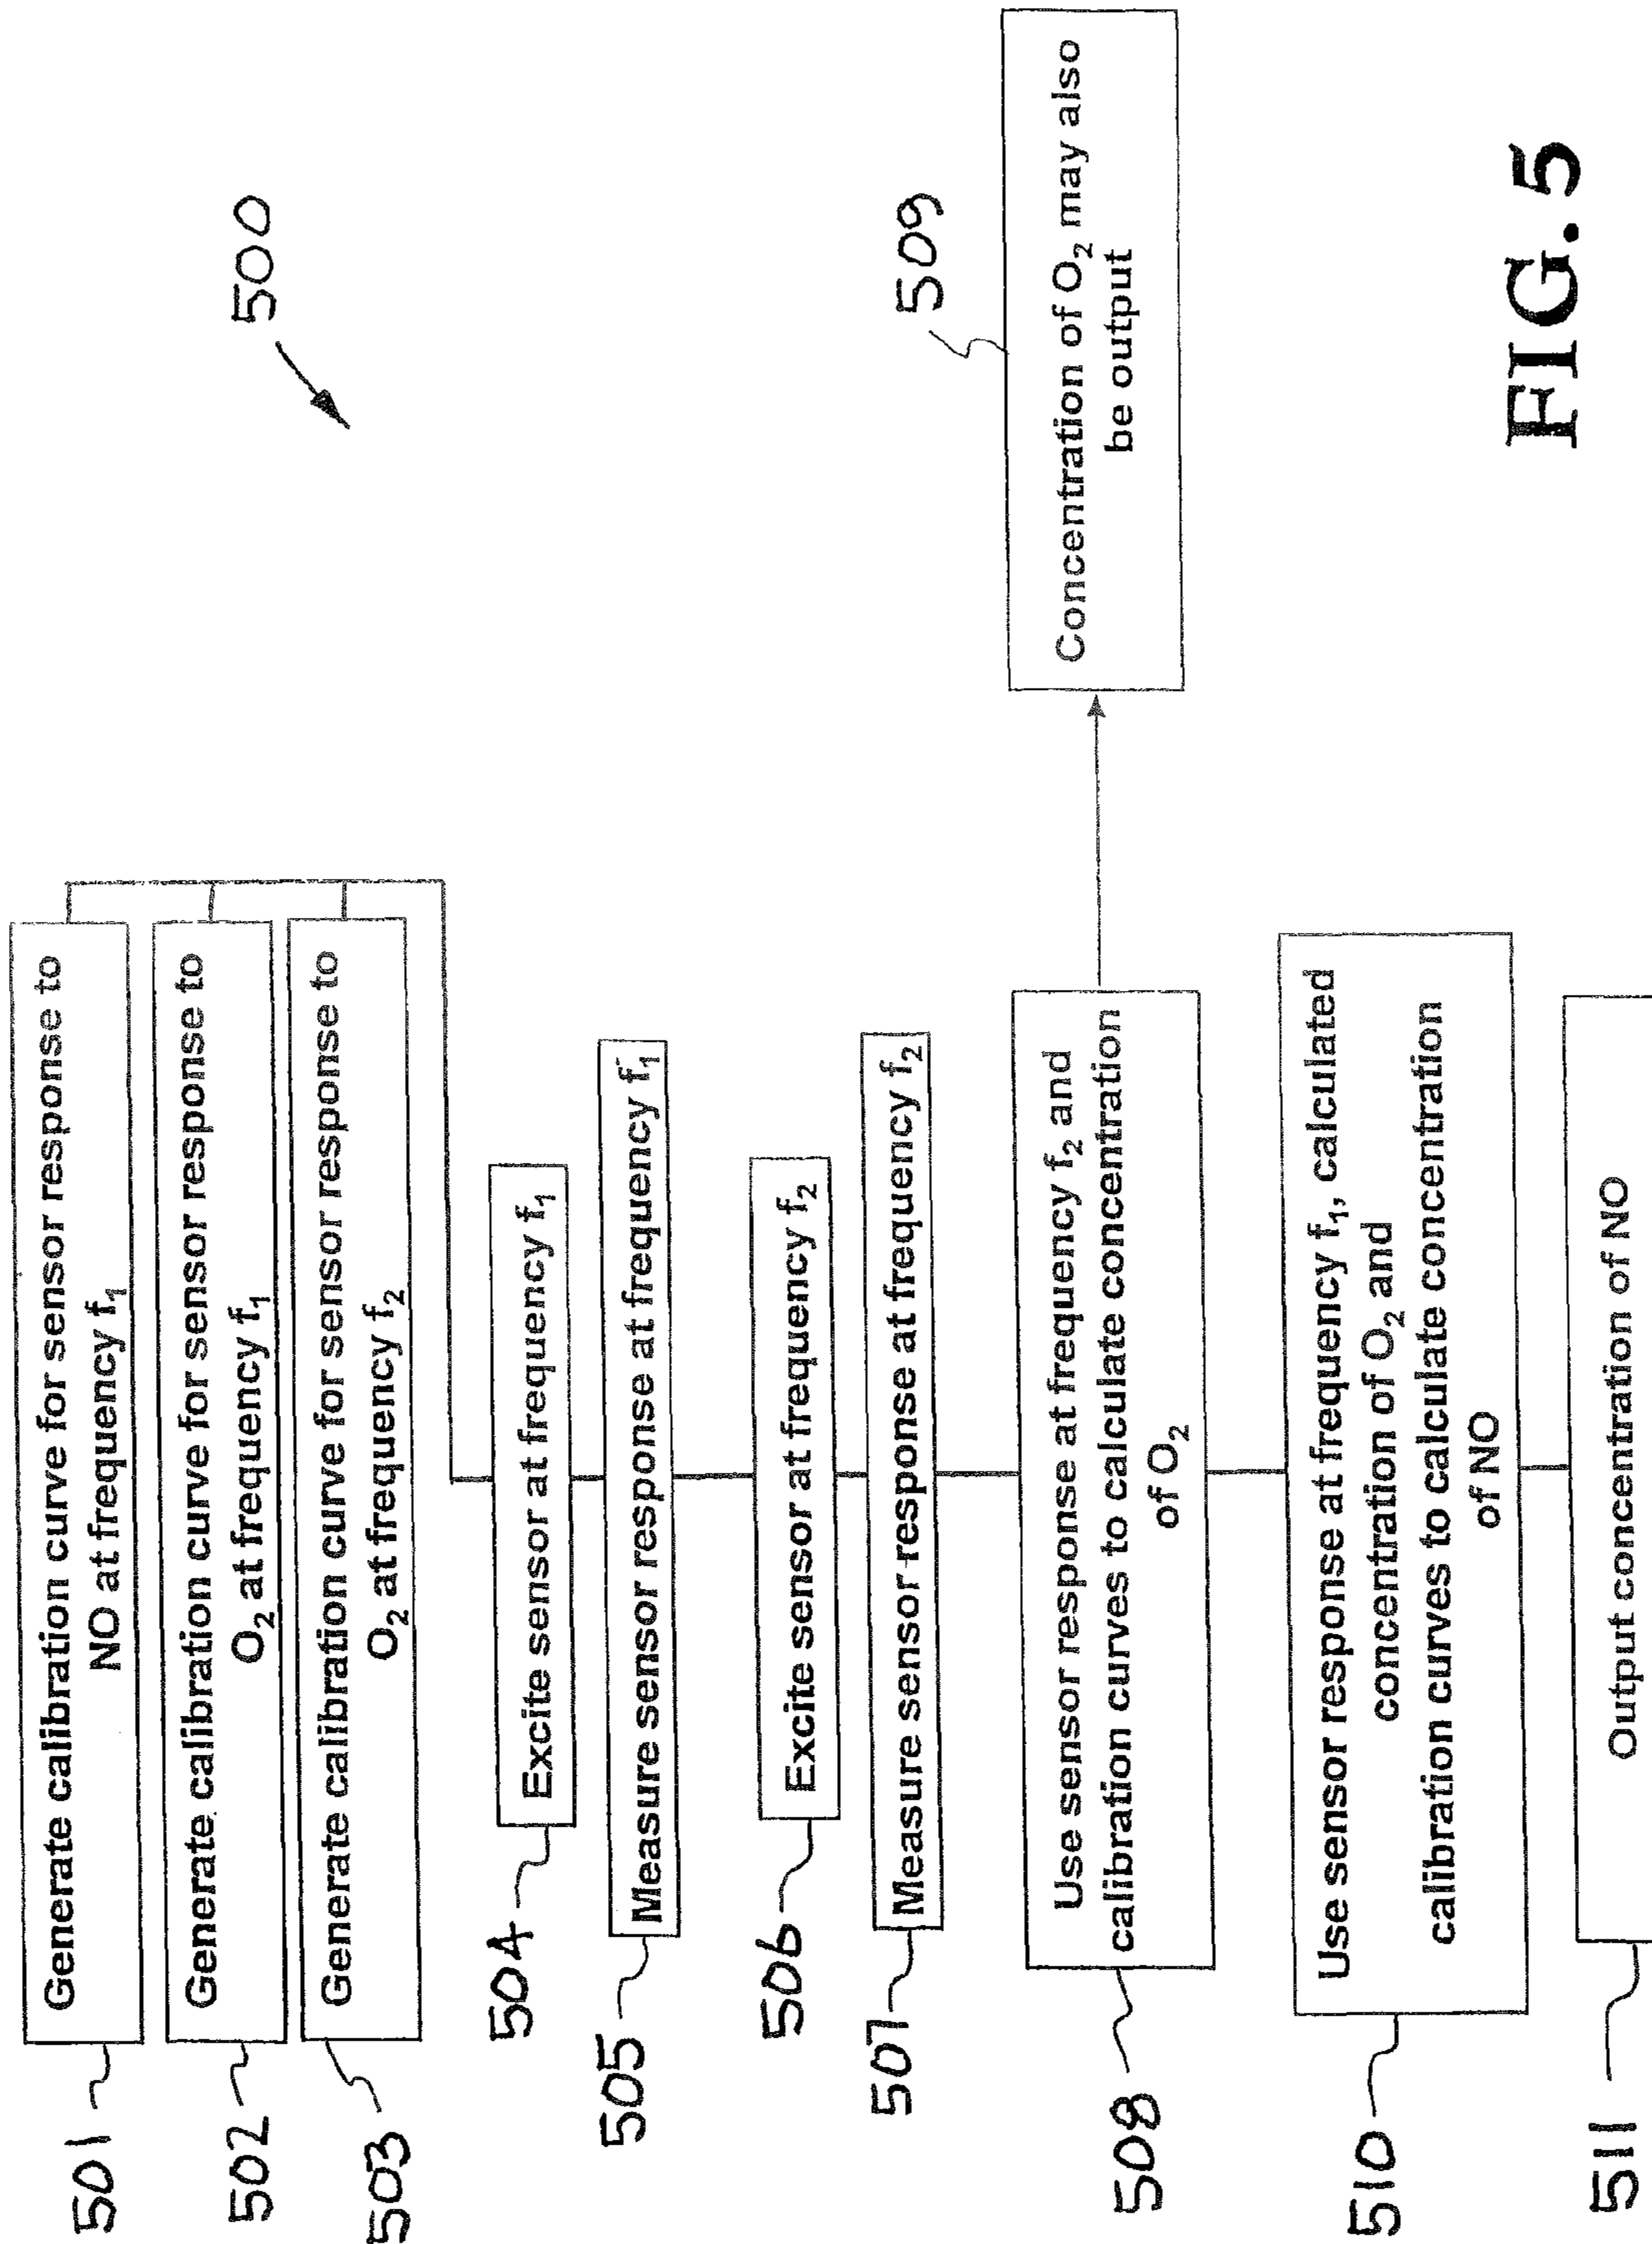 500
501
Generate calibration curve for sensor response to
NO at frequency f₁
502
Generate calibration curve for sensor response to
O₂ at frequency f₁
503
Generate calibration curve for sensor response to
O₂ at frequency f₂
504
Excite sensor at frequency f₁
505
Measure sensor response at frequency f₁
506
Excite sensor at frequency f₂
507
Measure sensor response at frequency f₂
508
Use sensor response at frequency f₂ and
calibration curves to calculate concentration
of O₂
509
Concentration of O₂ may also
be output
510
Use sensor response at frequency f₁, calculated
concentration of O₂ and
calibration curves to calculate concentration
of NO
511
Output concentration of NO
FIG. 5